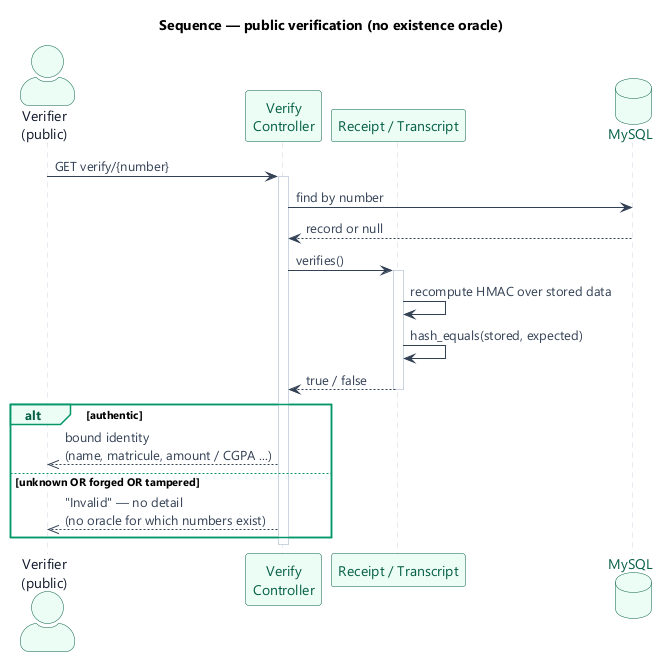 Sequence — public verification (no existence oracle)
Verifier
(public)
Verify
Controller
Receipt / Transcript
MySQL
GET verify/{number}
find by number
record or null
verifies()
recompute HMAC over stored data
hash_equals(stored, expected)
true / false
alt
[authentic]
bound identity
(name, matricule, amount / CGPA ...)
[unknown OR forged OR tampered]
"Invalid" — no detail
(no oracle for which numbers exist)
Verifier
(public)
Verify
Controller
Receipt / Transcript
MySQL